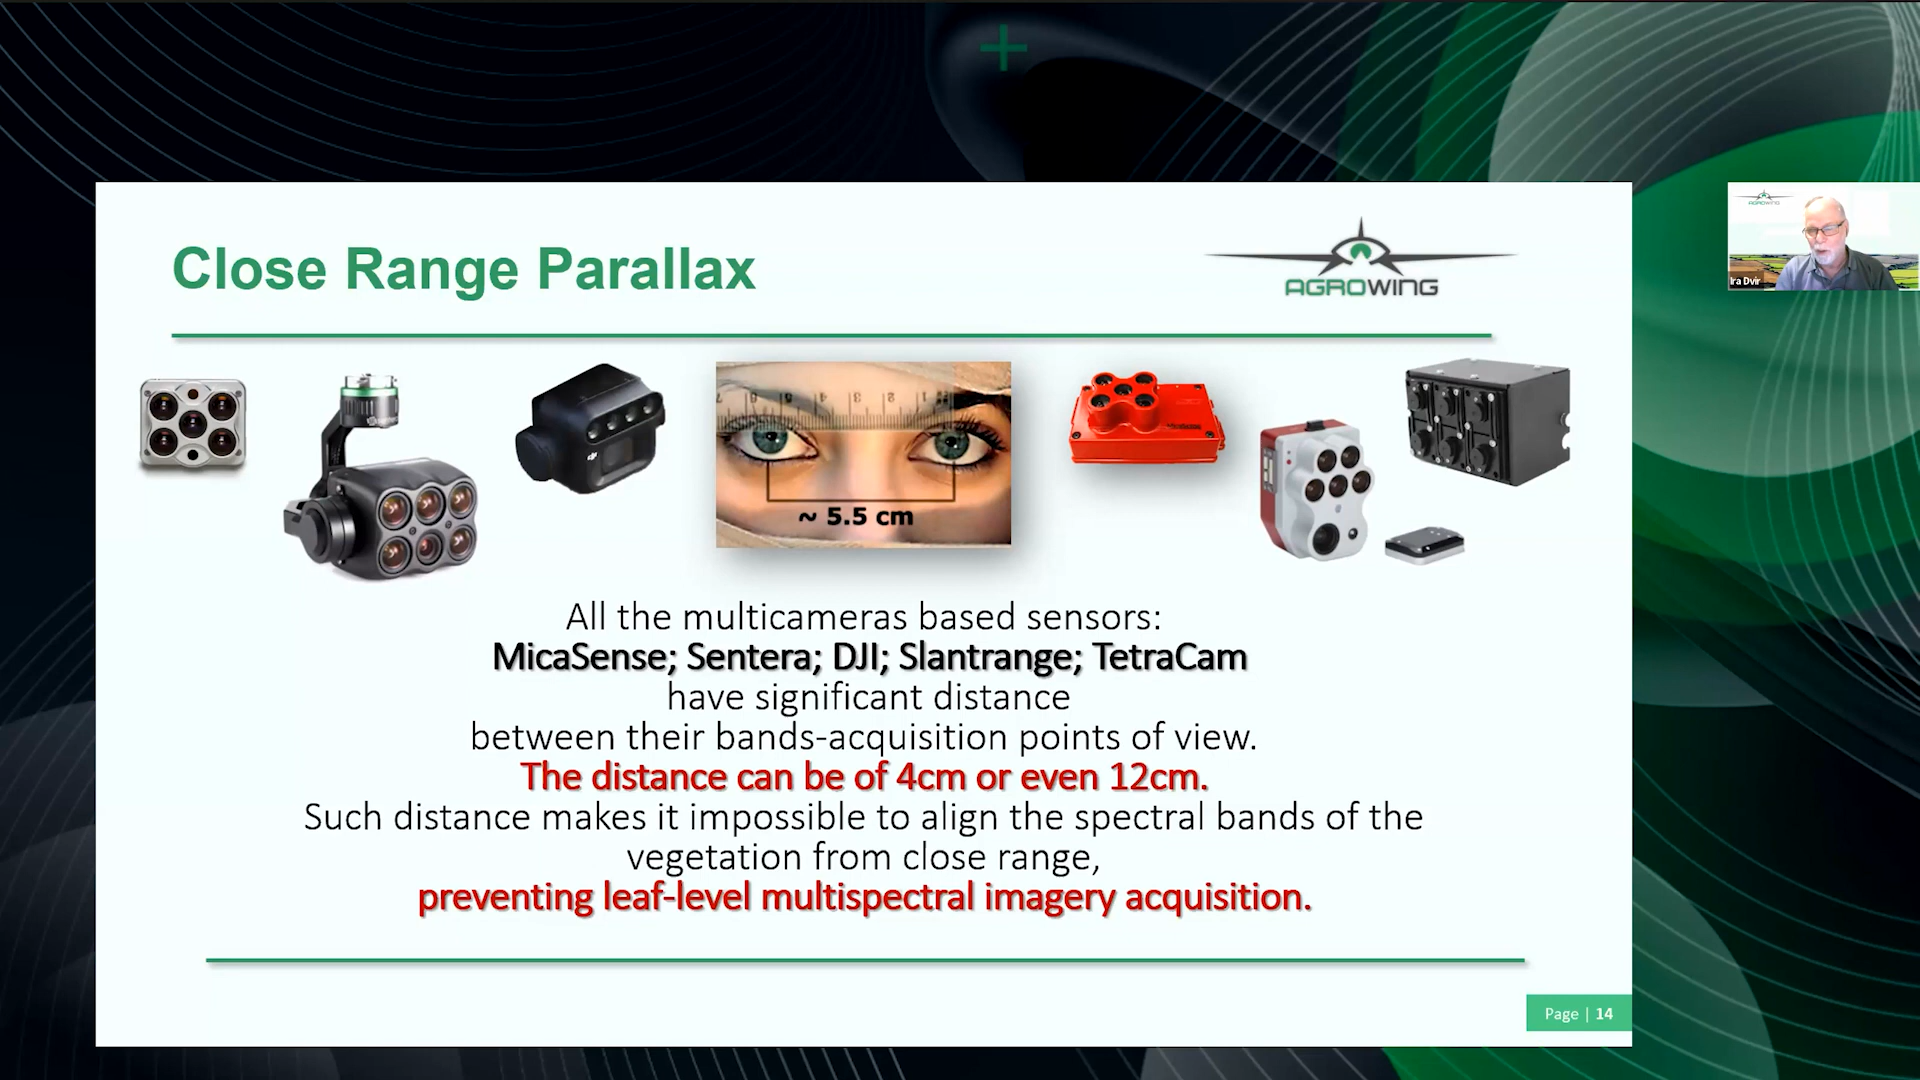 Close Range Parallax
AGROWING
AGROWING
Ira Dvir
~ 5.5 cm
All the multicameras based sensors:
MicaSense; Sentera; DJI; Slantrange; TetraCam
have significant distance
between their bands-acquisition points of view.
The distance can be of 4cm or even 12cm.
Such distance makes it impossible to align the spectral bands of the
vegetation from close range,
preventing leaf-level multispectral imagery acquisition.
Page | 14